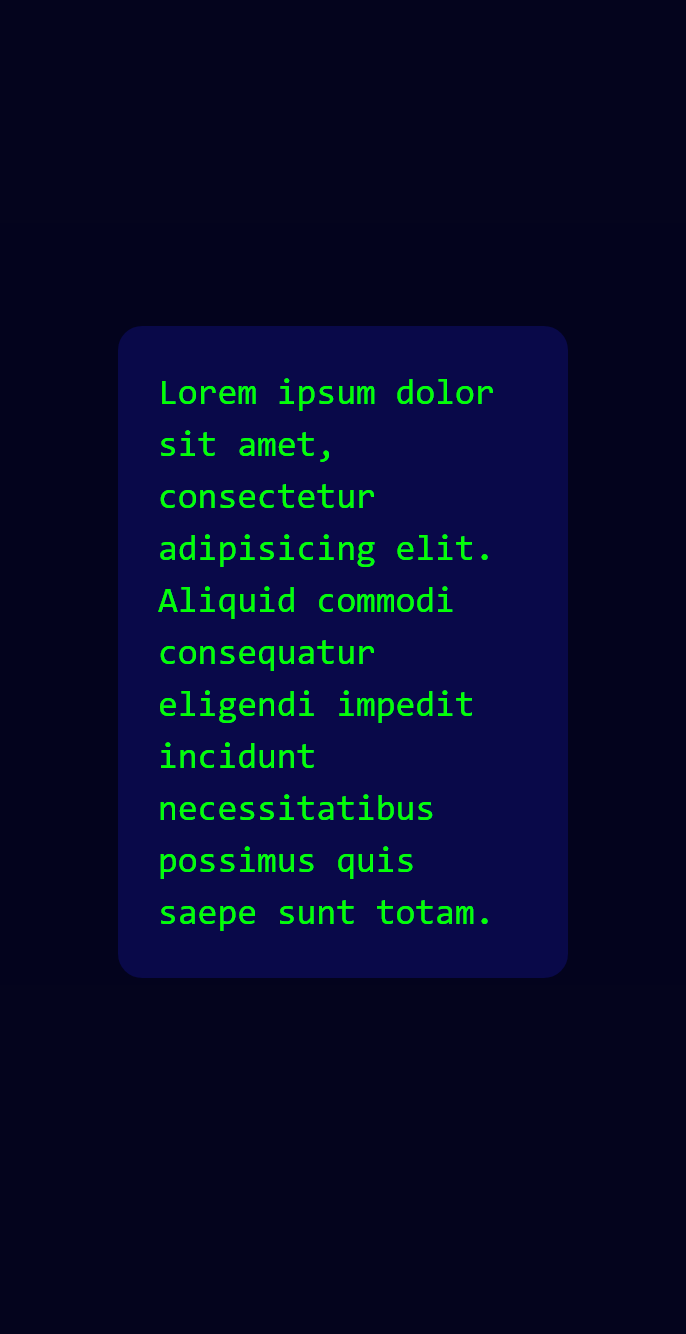 Lorem ipsum dolor
sit amet,
consectetur
adipisicing elit.
Aliquid commodi
consequatur
eligendi impedit
incidunt
necessitatibus
possimus quis
saepe sunt totam.